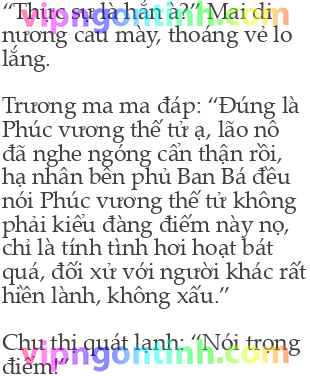 “Thực sự là hắn à?” Mai di
nương cau mày, thoáng vẻ lo
lắng.
Trương ma ma đáp: “Đúng là
Phúc vương thế tử ạ, lão nô
đã nghe ngóng cẩn thận rồi,
hạ nhân bên phủ Ban Bá đều
nói Phúc vương thế tử không
phải kiểu đàng điếm này nọ,
chỉ là tính tình hơi hoạt bát
quá, đối xử với người khác rất
hiền lành, không xấu.”
Chu thị quát lạnh: “Nói trọng
điểm!”
vipngontinh.com
vipngontinh.com